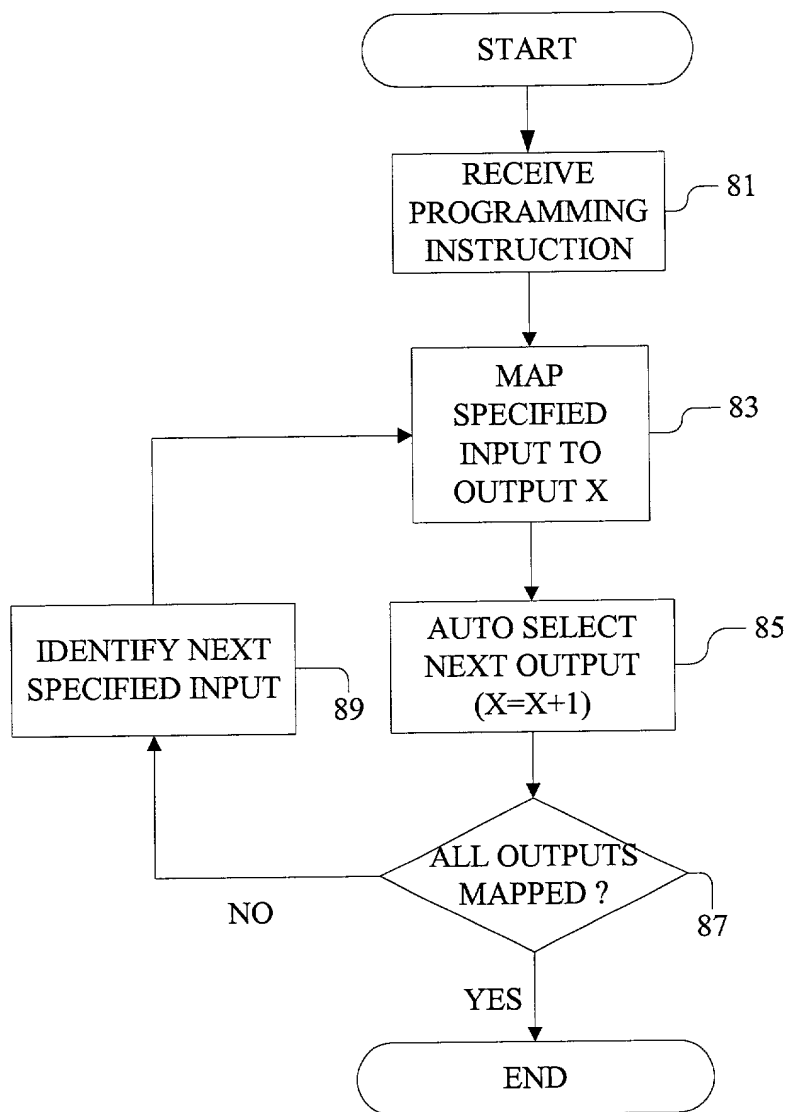 START
RECEIVE
PROGRAMMING
INSTRUCTION
81
MAP
SPECIFIED
INPUT TO
OUTPUT X
83
AUTO SELECT
NEXT OUTPUT
(X=X+1)
85
IDENTIFY NEXT
SPECIFIED INPUT
89
ALL OUTPUTS
MAPPED ?
87
NO
YES
END